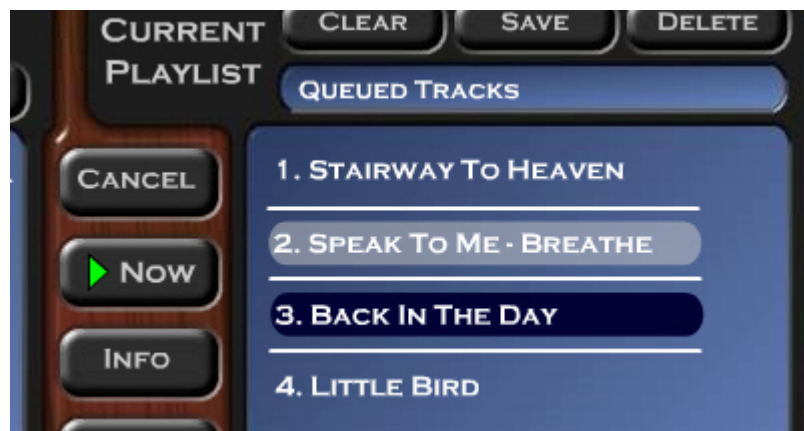 CURRENT
PLAYLIST
CLEAR
SAVE
DELETE
QUEUED TRACKS
CANCEL
NOW
INFO
1. STAIRWAY TO HEAVEN
2. SPEAK TO ME - BREATHE
3. BACK IN THE DAY
4. LITTLE BIRD